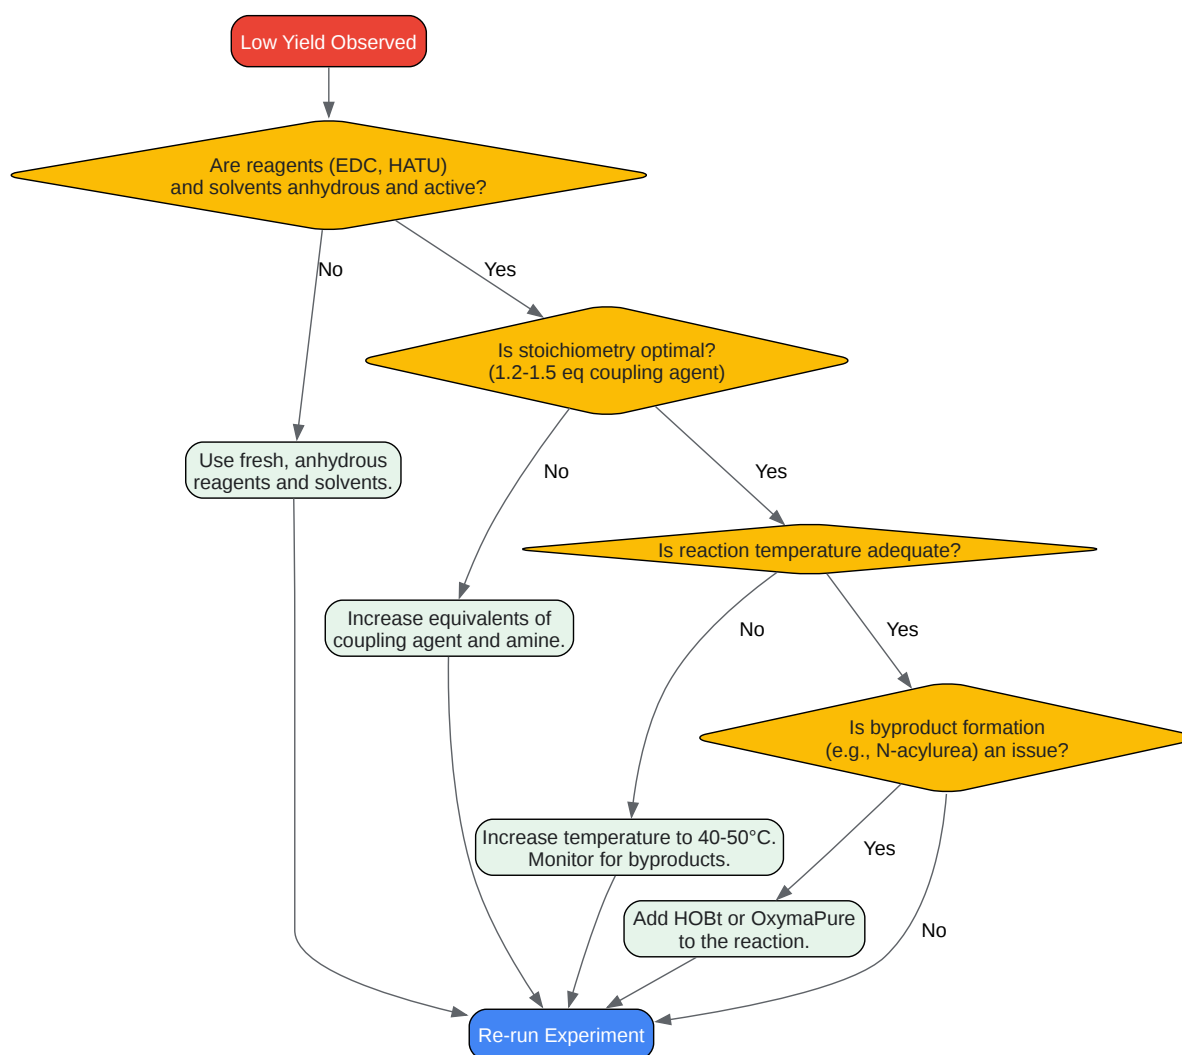 Low Yield Observed
Are reagents (EDC, HATU)
and solvents anhydrous and active?
No
Yes
Is stoichiometry optimal?
(1.2-1.5 eq coupling agent)
Use fresh, anhydrous
reagents and solvents.
No
Yes
Is reaction temperature adequate?
Increase equivalents of
coupling agent and amine.
No
Yes
Is byproduct formation
(e.g., N-acylurea) an issue?
Increase temperature to 40-50°C.
Monitor for byproducts.
Yes
Add HOBt or OxymaPure
to the reaction.
No
Re-run Experiment